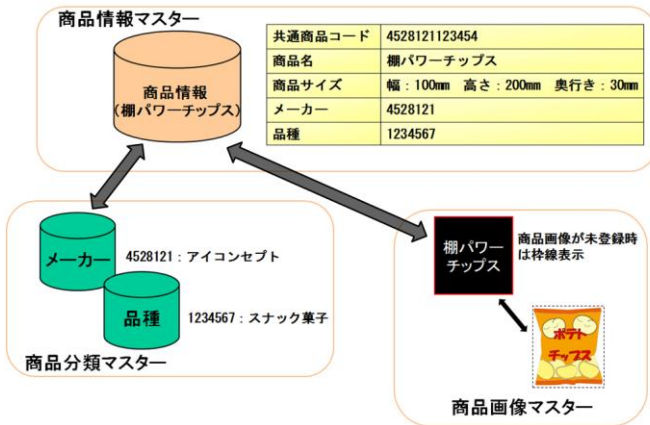 商品情報マスター
商品情報
(棚パワーチップス)
共通商品コード 4528121123454
商品名 棚パワーチップス
商品サイズ 幅：100mm 高さ：200mm 奥行き：30mm
メーカー 4528121
品種 1234567
メーカー
4528121：アイコンセプト
品種
1234567：スナック菓子
商品分類マスター
棚パワー
チップス
商品画像が未登録時
は枠線表示
ポテト
チップス
商品画像マスター